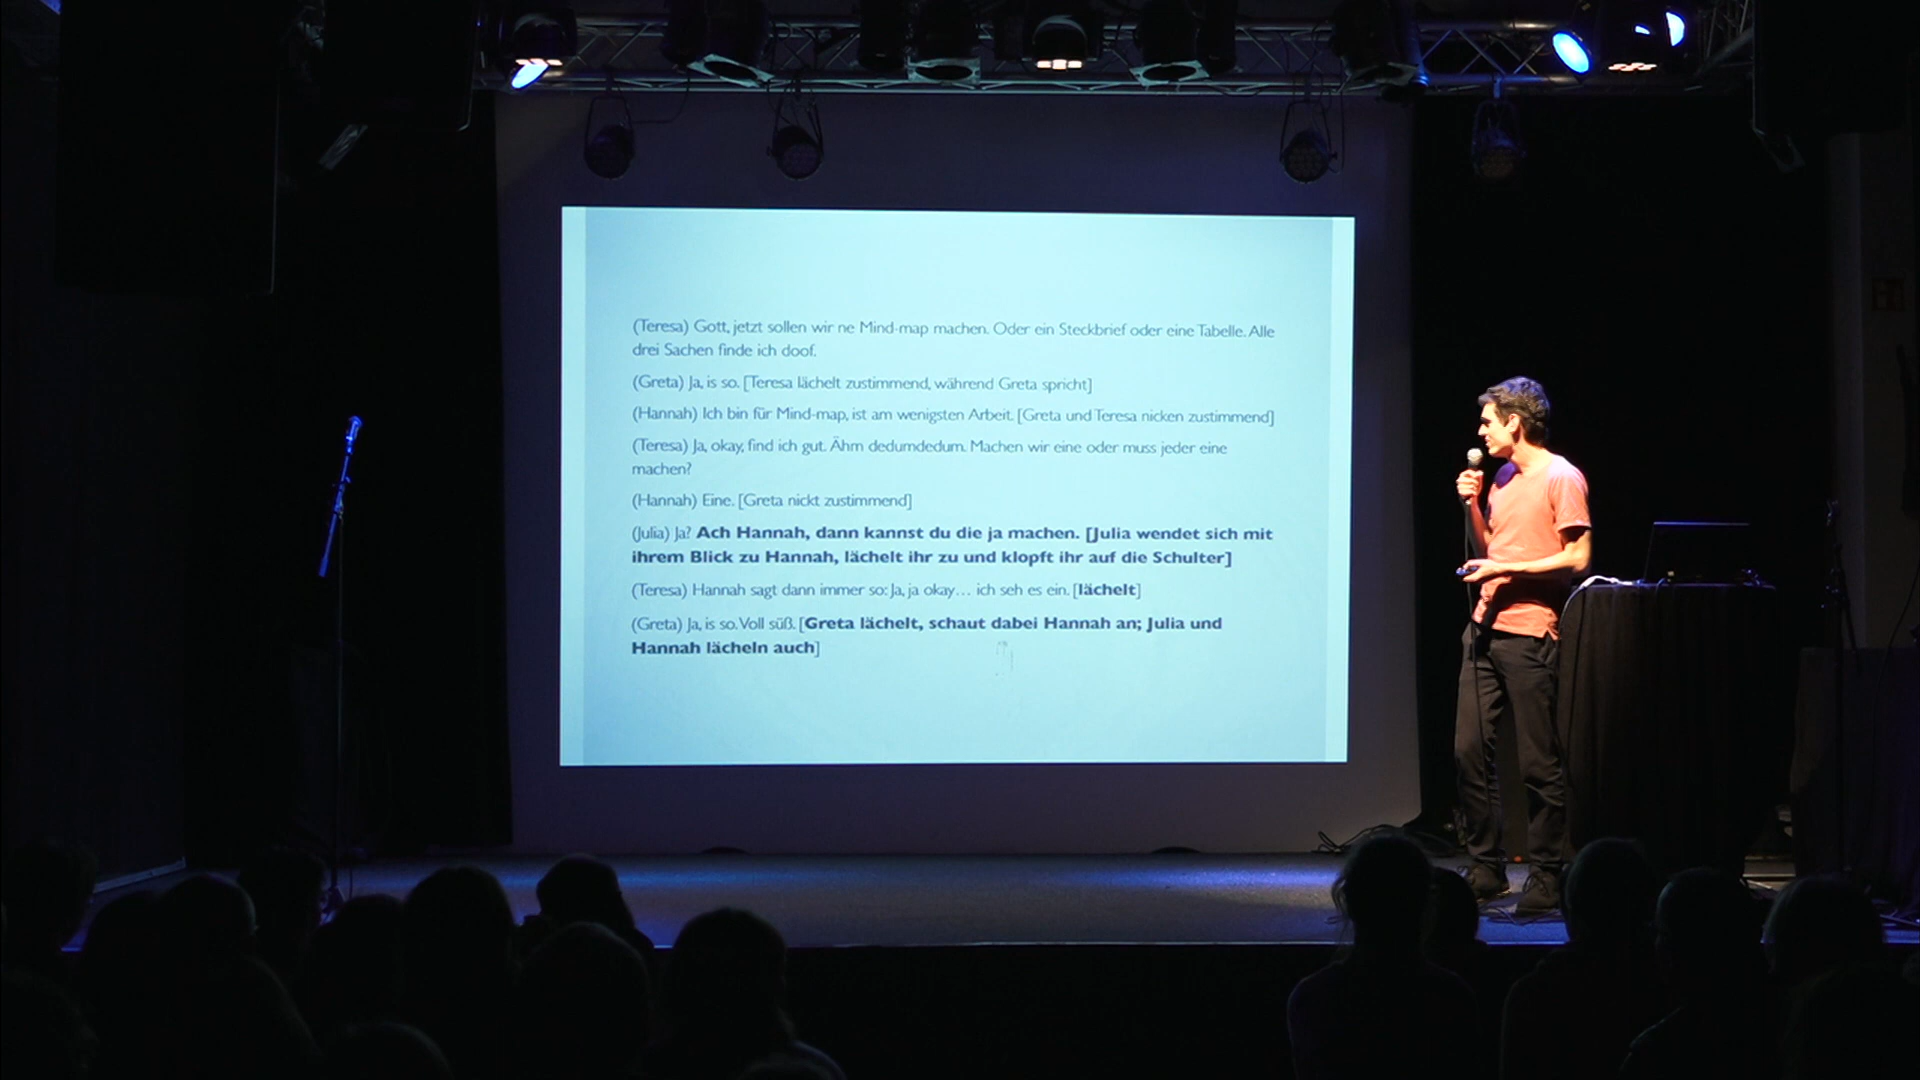 (Teresa) Gott, jetzt sollen wir ne Mind-map machen. Oder ein Steckbrief oder eine Tabelle. Alle
drei Sachen finde ich doof.
(Greta) Ja, is so. [Teresa lächelt zustimmend, während Greta spricht]
(Hannah) Ich bin für Mind-map, ist am wenigsten Arbeit. [Greta und Teresa nicken zustimmend]
(Teresa) Ja, okay, find ich gut. Ähm dedumdedum. Machen wir eine oder muss jeder eine
machen?
(Hannah) Eine. [Greta nickt zustimmend]
(Julia) Ja? Ach Hannah, dann kannst du die ja machen. [Julia wendet sich mit
ihrem Blick zu Hannah, lächelt ihr zu und klopft ihr auf die Schulter]
(Teresa) Hannah sagt dann immer so: Ja, ja okay… ich seh es ein. [lächelt]
(Greta) Ja, is so. Voll süß. [Greta lächelt, schaut dabei Hannah an; Julia und
Hannah lächeln auch]